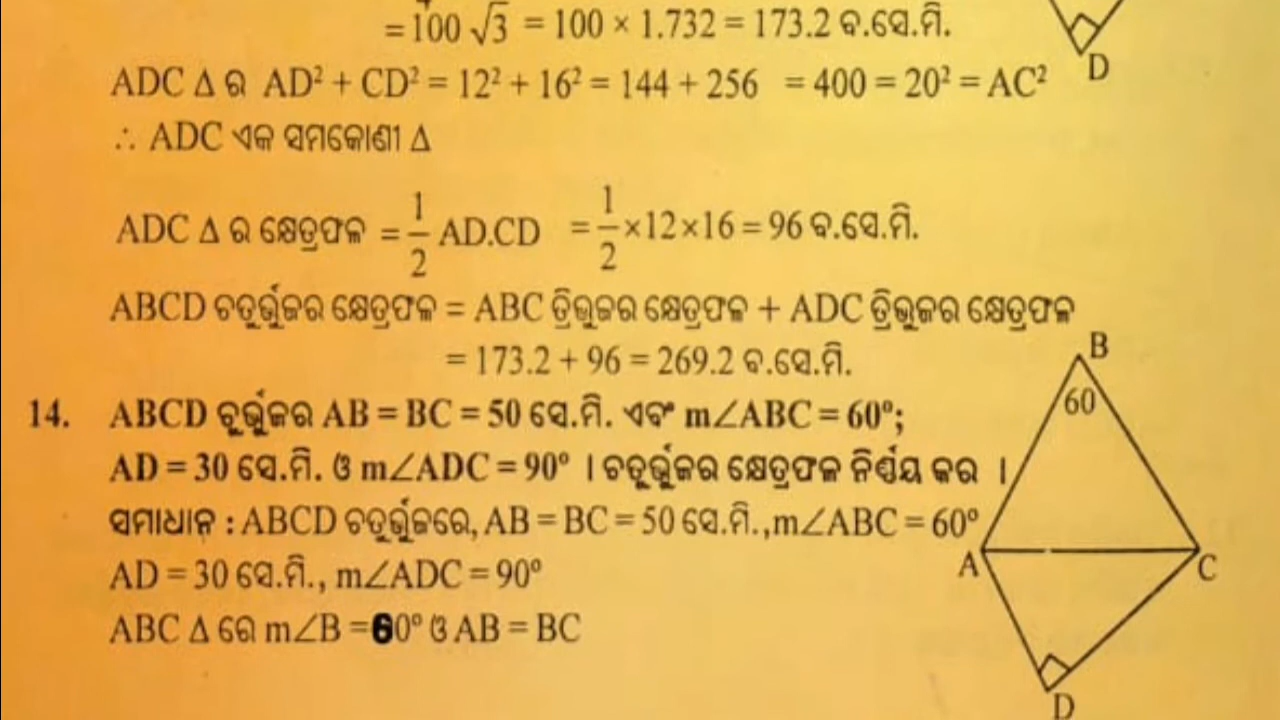 = 100 √3 = 100 × 1.732 = 173.2 ବ.ସେ.ମି.
D
ADC Δ ର AD² + CD² = 12² + 16² = 144 + 256 = 400 = 20² = AC²
∴ ADC ଏକ ସମକୋଣୀ Δ
ADC Δ ର କ୍ଷେତ୍ରଫଳ = 1/2 AD.CD = 1/2 ×12×16 = 96 ବ.ସେ.ମି.
ABCD ଚତୁର୍ଭୁଜର କ୍ଷେତ୍ରଫଳ = ABC ତ୍ରିଭୁଜର କ୍ଷେତ୍ରଫଳ + ADC ତ୍ରିଭୁଜର କ୍ଷେତ୍ରଫଳ
= 173.2 + 96 = 269.2 ବ.ସେ.ମି.
14. ABCD ଚୁର୍ଭୁଜର AB = BC = 50 ସେ.ମି. ଏବଂ m∠ABC = 60°;
AD = 30 ସେ.ମି. ଓ m∠ADC = 90° । ଚତୁର୍ଭୁଜର କ୍ଷେତ୍ରଫଳ ନିର୍ଣ୍ଣୟ କର ।
ସମାଧାନ : ABCD ଚତୁର୍ଭୁଜରେ, AB = BC = 50 ସେ.ମି.,m∠ABC = 60°
AD = 30 ସେ.ମି., m∠ADC = 90°
ABC Δ ରେ m∠B =60° ଓ AB = BC
B
60
A
C
D